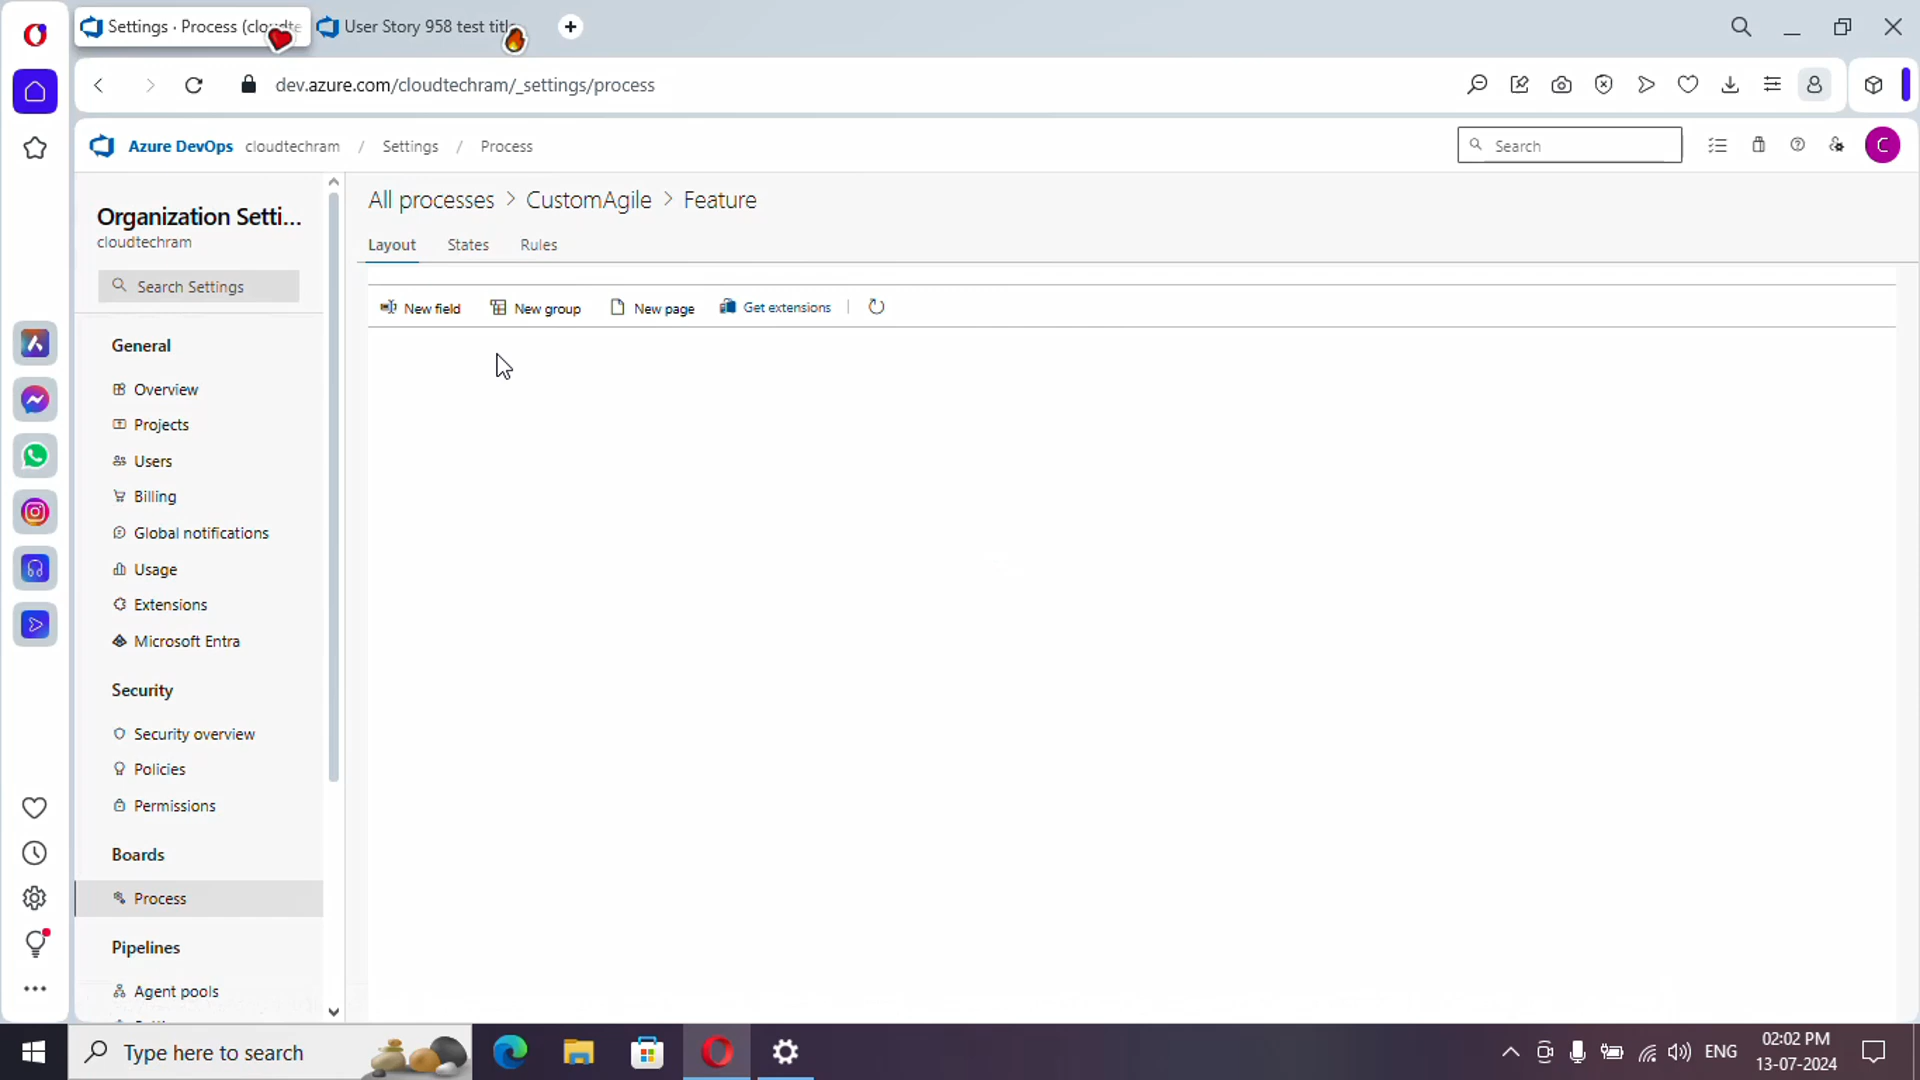 Settings · Process (cloudte
User Story 958 test title
dev.azure.com/cloudtechram/_settings/process
Azure DevOps cloudtechram / Settings / Process
Search
C
Organization Setti...
cloudtechram
Search Settings
General
Overview
Projects
Users
Billing
Global notifications
Usage
Extensions
Microsoft Entra
Security
Security overview
Policies
Permissions
Boards
Process
Pipelines
Agent pools
All processes > CustomAgile > Feature
Layout States Rules
New field New group New page Get extensions
Type here to search
ENG
02:02 PM
13-07-2024